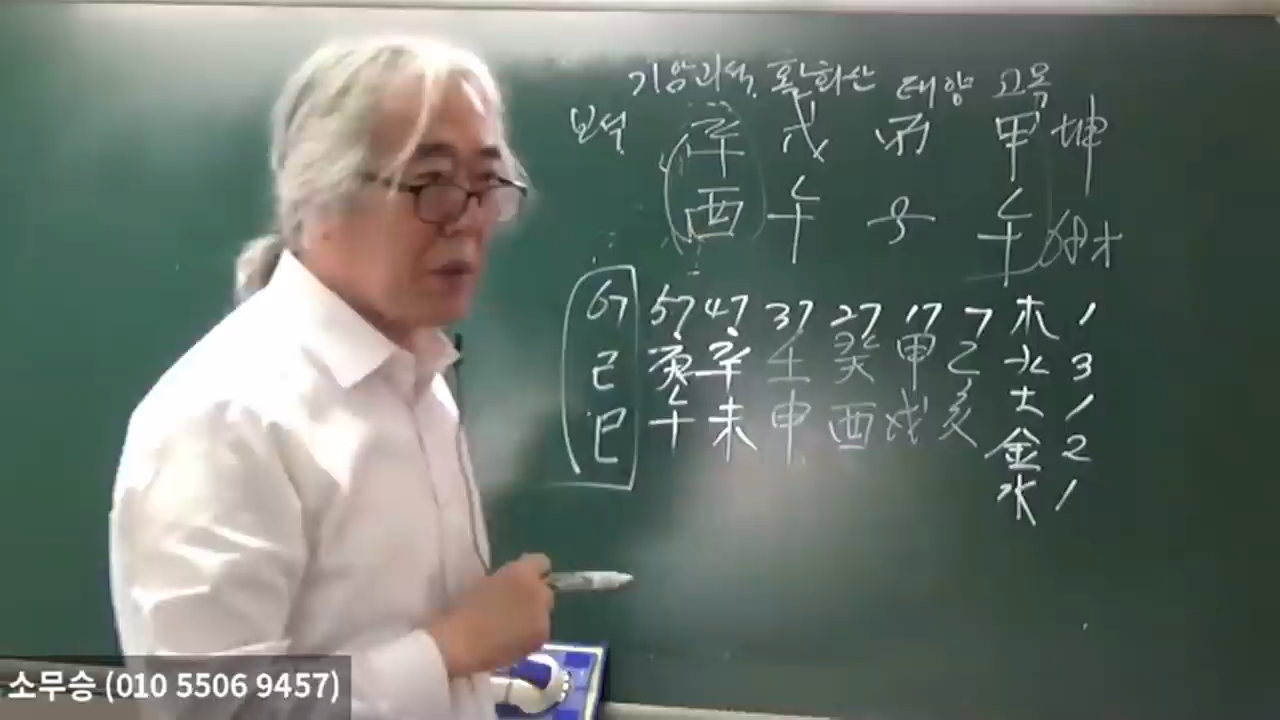 기암괴석 활화산 태양 고목
보석 辛 戊 丙 甲 坤
酉 午 子 午
67 57 47 37 27 17 7 木 1
己 庚 辛 壬 癸 甲 乙 火 3
巳 午 未 申 酉 戌 亥 土 1
金 2
水 1
소무승 (010 5506 9457)